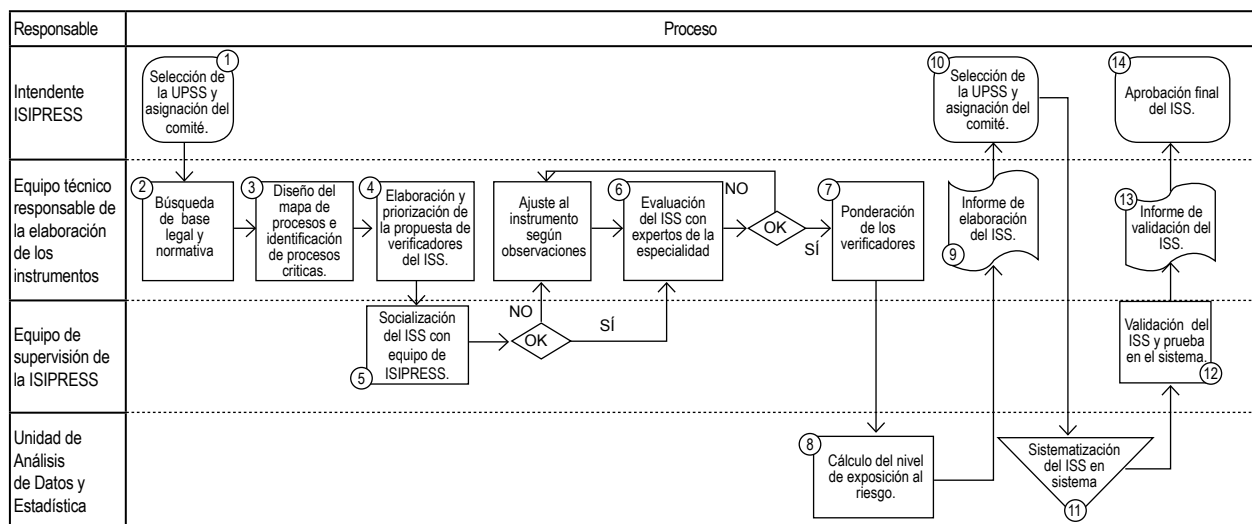 Responsable
Proceso
Intendente
ISIPRESS
1
Selección de
la UPSS y
asignación del
comité.
10
Selección de
la UPSS y
asignación del
comité.
14
Aprobación final
del ISS.
Equipo técnico
responsable de
la elaboración
de los
instrumentos
2
Búsqueda
de base
legal y
normativa
3
Diseño del
mapa de
procesos e
identificación
de procesos
criticas.
4
Elaboración y
priorización de
la propuesta de
verificadores
del ISS.
Ajuste al
instrumento
según
observaciones
6
Evaluación
del ISS con
expertos de la
especialidad
NO
OK
SÍ
7
Ponderación
de los
verificadores
Informe de
elaboración
del ISS.
9
13
Informe de
validación
del ISS.
Equipo de
supervisión de
la ISIPRESS
Socialización
del ISS con
equipo de
ISIPRESS.
5
NO
OK
SÍ
Validación del
ISS y prueba
en el sistema.
12
Unidad de
Análisis
de Datos y
Estadística
8
Cálculo del nivel
de exposición al
riesgo.
Sistematización
del ISS en
sistema
11